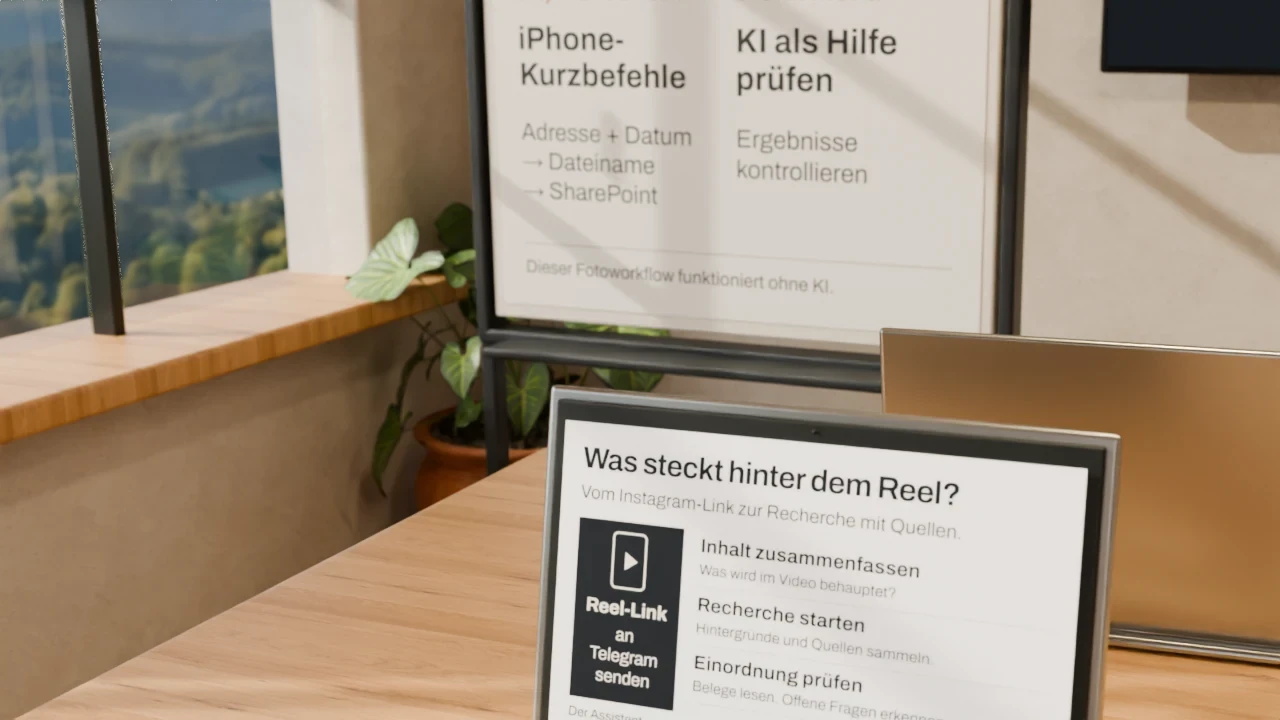 iPhone-
Kurzbefehle
Adresse + Datum
→ Dateiname
→ SharePoint
KI als Hilfe
prüfen
Ergebnisse
kontrollieren
Dieser Fotoworkflow funktioniert ohne KI.
Was steckt hinter dem Reel?
Vom Instagram-Link zur Recherche mit Quellen.
Reel-Link
an
Telegram
senden
Inhalt zusammenfassen
Was wird im Video behauptet?
Recherche starten
Hintergründe und Quellen sammeln.
Einordnung prüfen
Belege lesen. Offene Fragen
Der